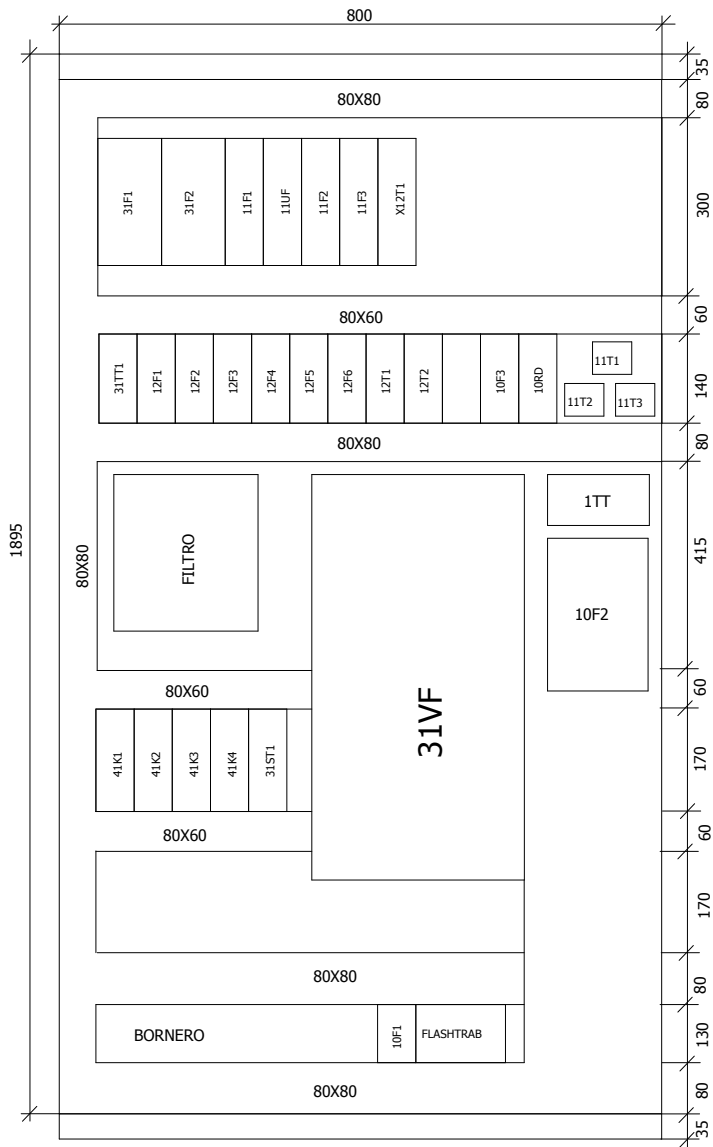 800
35
80X80
80
31F1
31F2
11F1
11UF
11F2
11F3
X12T1
300
80X60
60
31TT1
12F1
12F2
12F3
12F4
12F5
12F6
12T1
12T2
10F3
10RD
11T1
11T2
11T3
140
80X80
80
1895
80X80
FILTRO
31VF
1TT
10F2
415
80X60
60
41K1
41K2
41K3
41K4
31ST1
170
80X60
60
170
80X80
80
BORNERO
10F1
FLASHTRAB
130
80X80
80
35